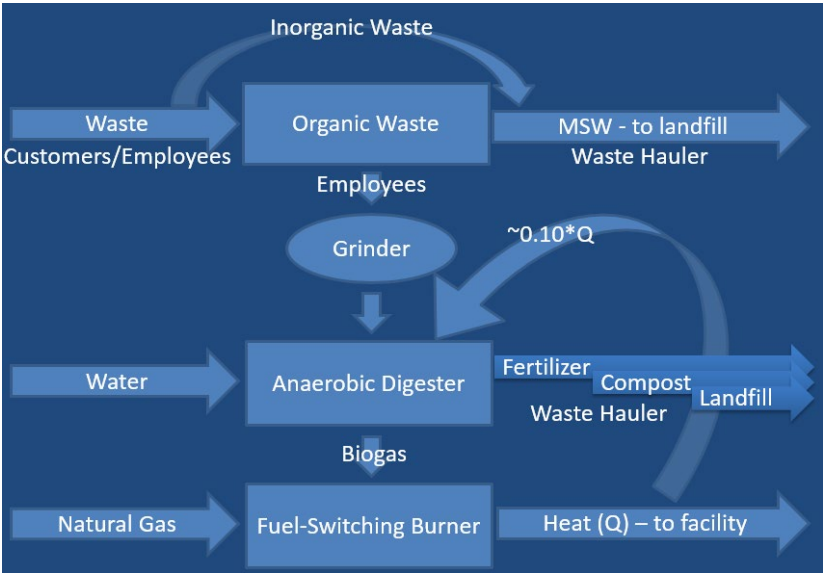 Inorganic Waste
Waste
Customers/Employees
Organic Waste
MSW - to landfill
Waste Hauler
Employees
Grinder
~0.10*Q
Water
Anaerobic Digester
Fertilizer
Compost
Landfill
Waste Hauler
Biogas
Natural Gas
Fuel-Switching Burner
Heat (Q) – to facility